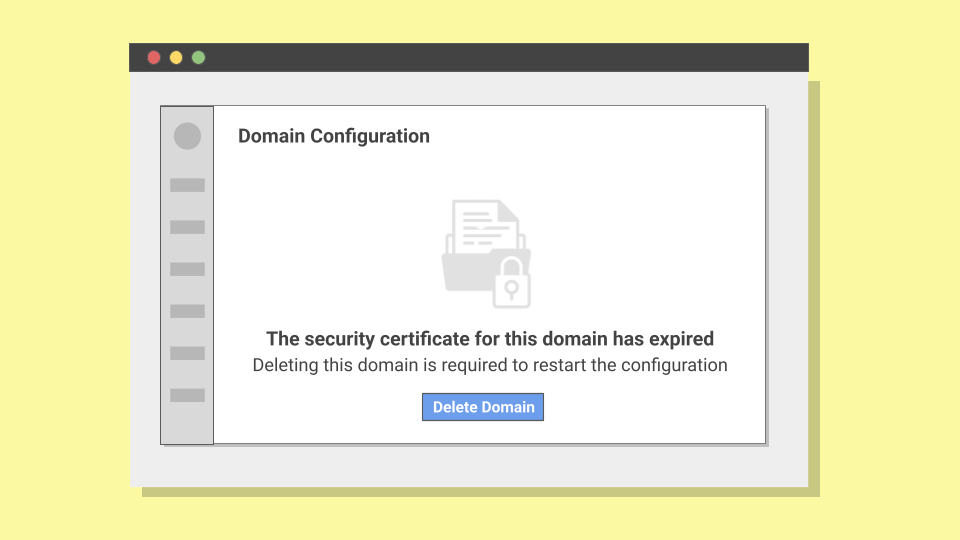 Domain Configuration
The security certificate for this domain has expired
Deleting this domain is required to restart the configuration
Delete Domain